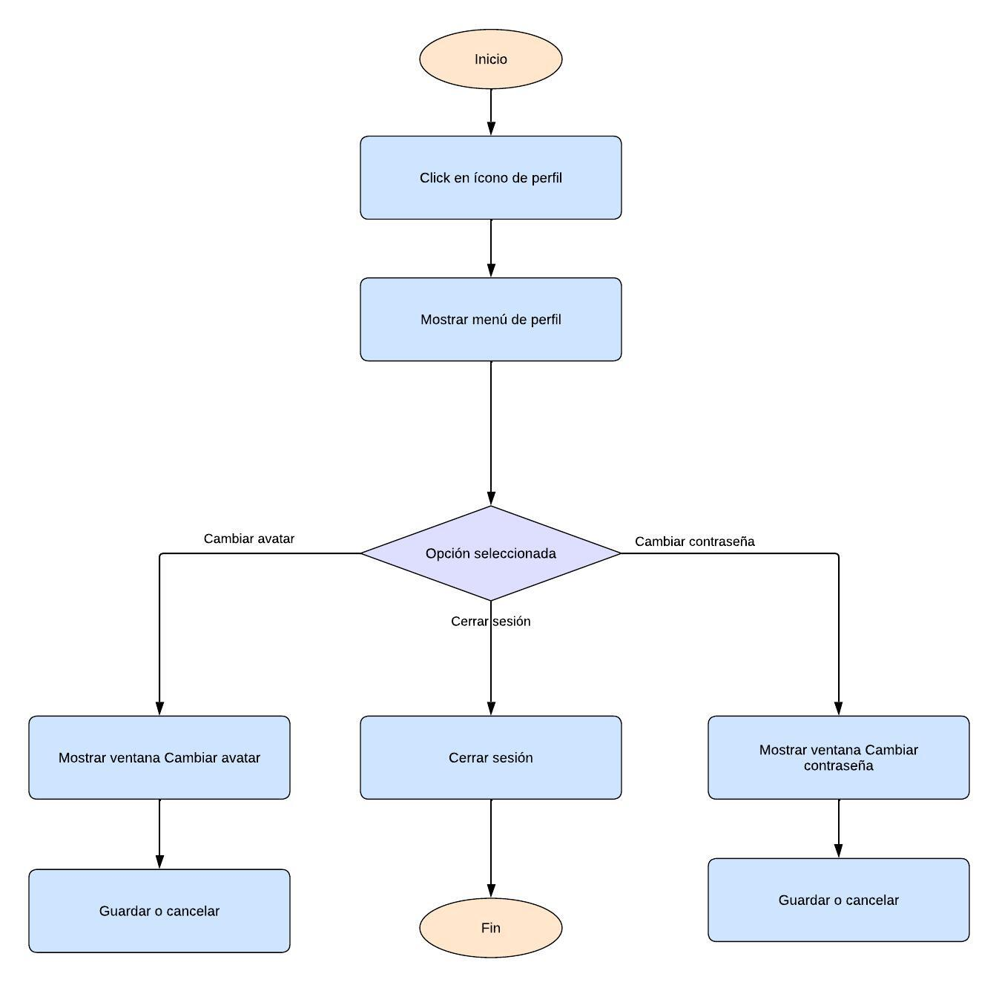 Inicio
Click en ícono de perfil
Mostrar menú de perfil
Cambiar avatar
Opción seleccionada
Cambiar contraseña
Cerrar sesión
Mostrar ventana Cambiar avatar
Cerrar sesión
Mostrar ventana Cambiar
contraseña
Guardar o cancelar
Fin
Guardar o cancelar